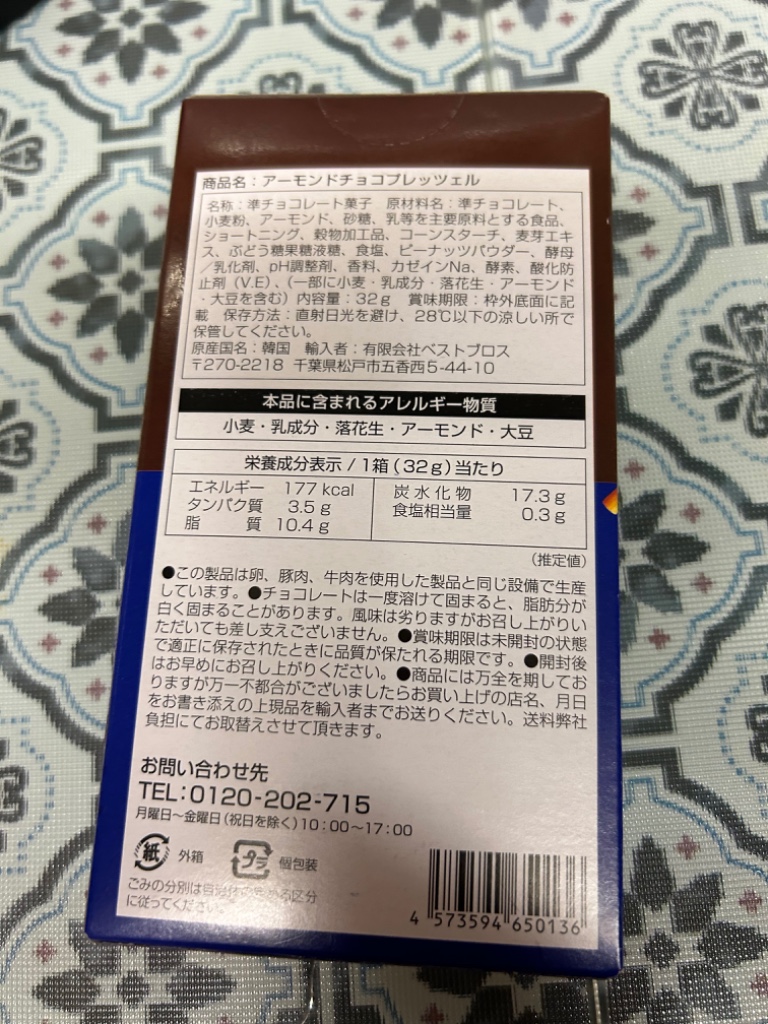 商品名：アーモンドチョコプレッツェル
名称：準チョコレート菓子　原材料名：準チョコレート、
小麦粉、アーモンド、砂糖、乳等を主要原料とする食品、
ショートニング、穀物加工品、コーンスターチ、麦芽エキ
ス、ぶどう糖果糖液糖、食塩、ピーナッツパウダー、酵母
／乳化剤、pH調整剤、香料、カゼインNa、酵素、酸化防
止剤（V.E）、（一部に小麦・乳成分・落花生・アーモンド
・大豆を含む）内容量：32g　賞味期限：枠外底面に記
載　保存方法：直射日光を避け、28℃以下の涼しい所で
保管してください。
原産国名：韓国　輸入者：有限会社ベストブロス
〒270-2218 千葉県松戸市五香西5-44-10
本品に含まれるアレルギー物質
小麦・乳成分・落花生・アーモンド・大豆
栄養成分表示/1箱(32g)当たり
エネルギー 177 kcal
タンパク質 3.5 g
脂質 10.4 g
炭水化物 17.3 g
食塩相当量 0.3 g
（推定値）
●この製品は卵、豚肉、牛肉を使用した製品と同じ設備で生産
しています。●チョコレートは一度溶けて固まると、脂肪分が
白く固まることがあります。風味は劣りますがお召し上がりい
ただいても差し支えございません。●賞味期限は未開封の状態
で適正に保存されたときに品質が保たれる期限です。●開封後
はお早めにお召し上がりください。●商品には万全を期してお
りますが万一不都合がございましたらお買い上げの店名、月日
をお書き添えの上現品を輸入者までお送りください。送料弊社
負担にてお取替えさせて頂きます。
お問い合わせ先
TEL:0120-202-715
月曜日～金曜日(祝日を除く)10：00～17：00
紙 外箱 プラ 個包装
ごみの分別は自治体の定める区分
に従ってください
4 573594 650136